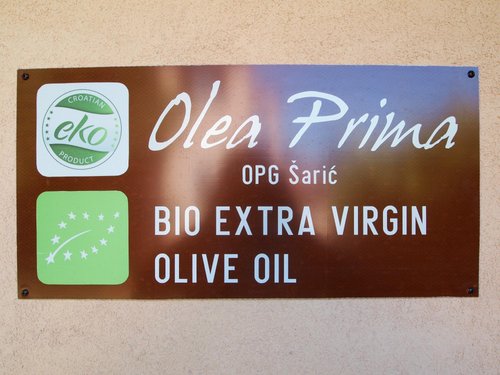 CROATIAN
eko
PRODUCT
Olea Prima
OPG Šarić
BIO EXTRA VIRGIN
OLIVE OIL